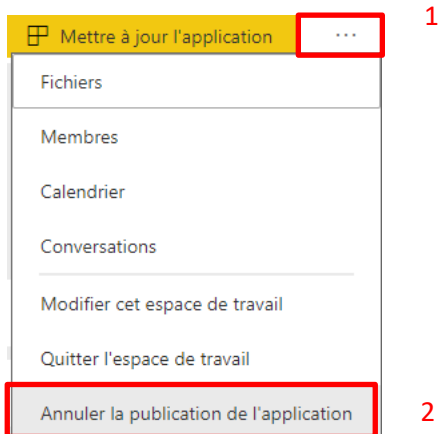 1
Mettre à jour l'application ...
Fichiers
Membres
Calendrier
Conversations
Modifier cet espace de travail
Quitter l'espace de travail
Annuler la publication de l'application
2